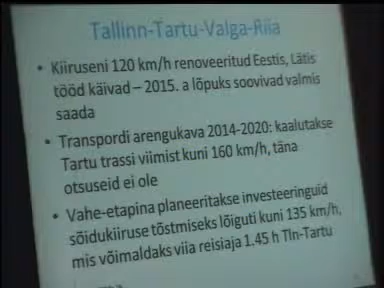 Tallinn-Tartu-Valga-Riia
• Kiiruseni 120 km/h renoveeritud Eestis, Lätis
tööd käivad – 2015. a lõpuks soovivad valmis
saada
• Transpordi arengukava 2014-2020: kaalutakse
Tartu trassi viimist kuni 160 km/h, täna
otsuseid ei ole
• Vahe-etapina planeeritakse investeeringuid
sõidukiiruse tõstmiseks lõiguti kuni 135 km/h,
mis võimaldaks viia reisiaja 1.45 h Tln-Tartu